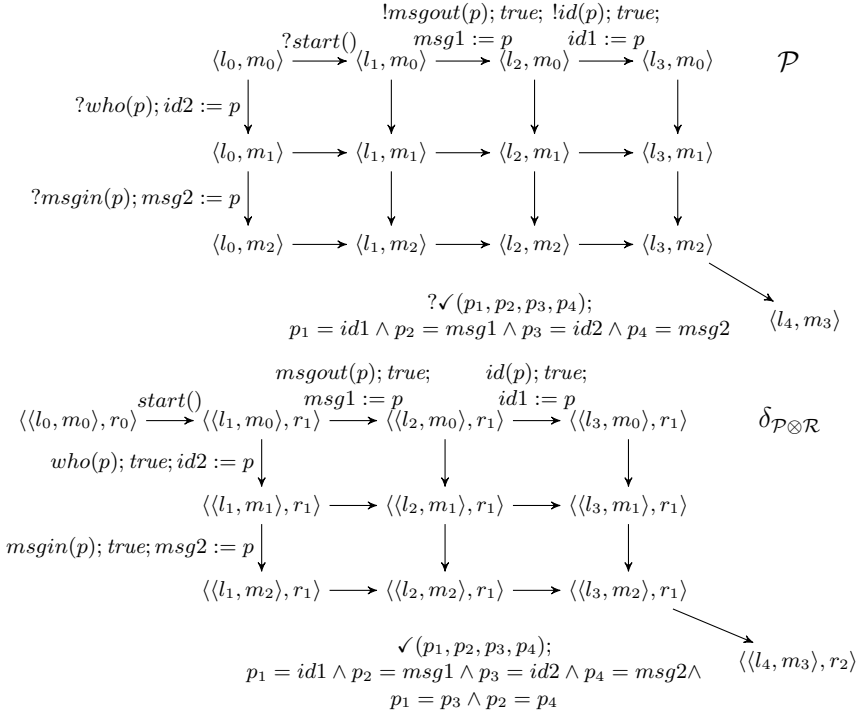 !msgout(p); true; !id(p); true;
?start() msg1 := p id1 := p
⟨l₀, m₀⟩ ⟨l₁, m₀⟩ ⟨l₂, m₀⟩ ⟨l₃, m₀⟩ 𝒫
?who(p); id2 := p
⟨l₀, m₁⟩ ⟨l₁, m₁⟩ ⟨l₂, m₁⟩ ⟨l₃, m₁⟩
?msgin(p); msg2 := p
⟨l₀, m₂⟩ ⟨l₁, m₂⟩ ⟨l₂, m₂⟩ ⟨l₃, m₂⟩
?✓(p₁, p₂, p₃, p₄);
p₁ = id1 ∧ p₂ = msg1 ∧ p₃ = id2 ∧ p₄ = msg2
⟨l₄, m₃⟩
msgout(p); true; id(p); true;
start() msg1 := p id1 := p
⟨⟨l₀, m₀⟩, r₀⟩ ⟨⟨l₁, m₀⟩, r₁⟩ ⟨⟨l₂, m₀⟩, r₁⟩ ⟨⟨l₃, m₀⟩, r₁⟩ δ𝒫⊗ℛ
who(p); true; id2 := p
⟨⟨l₁, m₁⟩, r₁⟩ ⟨⟨l₂, m₁⟩, r₁⟩ ⟨⟨l₃, m₁⟩, r₁⟩
msgin(p); true; msg2 := p
⟨⟨l₁, m₂⟩, r₁⟩ ⟨⟨l₂, m₂⟩, r₁⟩ ⟨⟨l₃, m₂⟩, r₁⟩
✓(p₁, p₂, p₃, p₄);
p₁ = id1 ∧ p₂ = msg1 ∧ p₃ = id2 ∧ p₄ = msg2∧
⟨⟨l₄, m₃⟩, r₂⟩
p₁ = p₃ ∧ p₂ = p₄